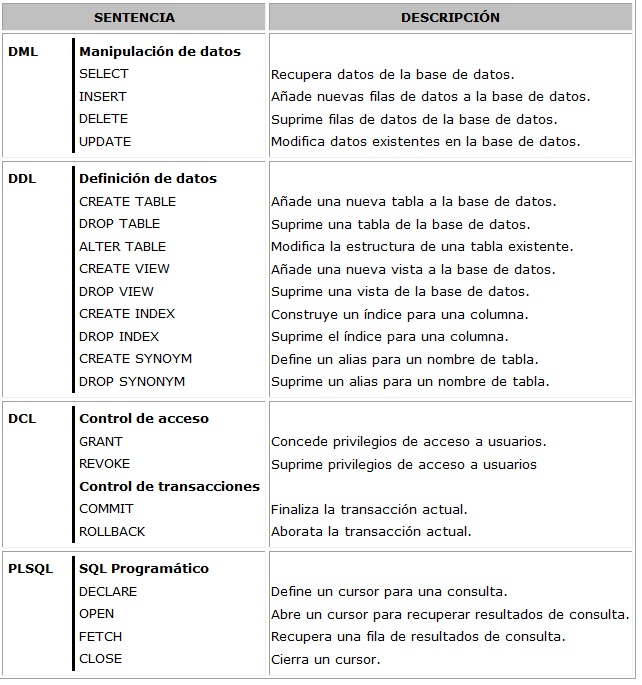 SENTENCIA DESCRIPCIÓN
DML Manipulación de datos
SELECT Recupera datos de la base de datos.
INSERT Añade nuevas filas de datos a la base de datos.
DELETE Suprime filas de datos de la base de datos.
UPDATE Modifica datos existentes en la base de datos.
DDL Definición de datos
CREATE TABLE Añade una nueva tabla a la base de datos.
DROP TABLE Suprime una tabla de la base de datos.
ALTER TABLE Modifica la estructura de una tabla existente.
CREATE VIEW Añade una nueva vista a la base de datos.
DROP VIEW Suprime una vista de la base de datos.
CREATE INDEX Construye un índice para una columna.
DROP INDEX Suprime el índice para una columna.
CREATE SYNOYM Define un alias para un nombre de tabla.
DROP SYNONYM Suprime un alias para un nombre de tabla.
DCL Control de acceso
GRANT Concede privilegios de acceso a usuarios.
REVOKE Suprime privilegios de acceso a usuarios
Control de transacciones
COMMIT Finaliza la transacción actual.
ROLLBACK Aborata la transacción actual.
PLSQL SQL Programático
DECLARE Define un cursor para una consulta.
OPEN Abre un cursor para recuperar resultados de consulta.
FETCH Recupera una fila de resultados de consulta.
CLOSE Cierra un cursor.